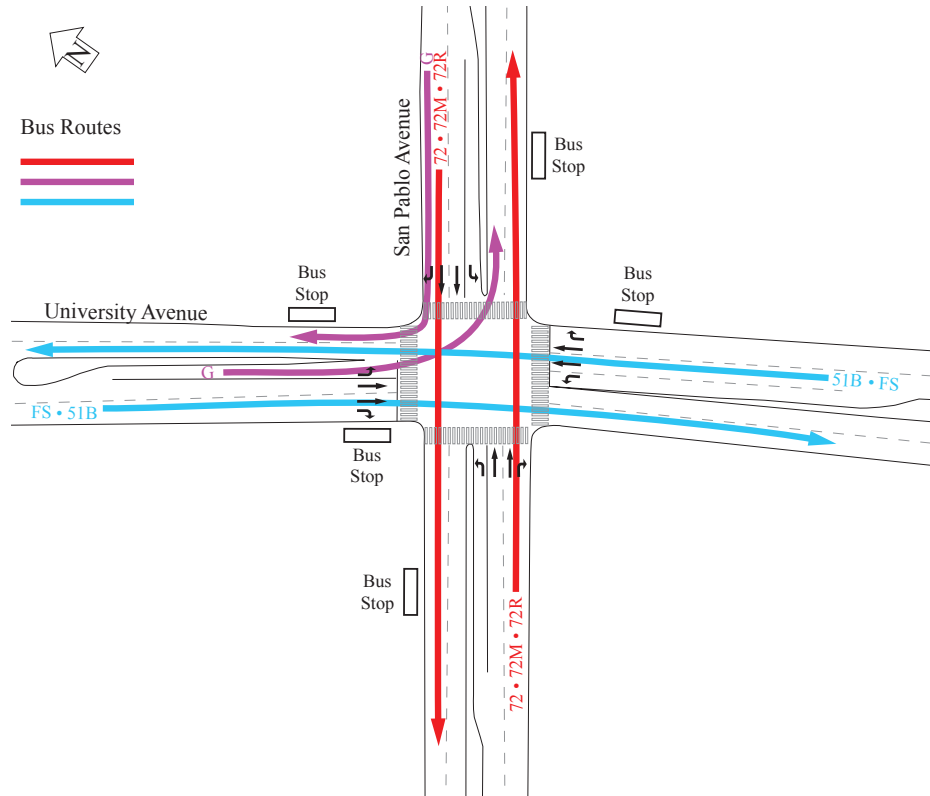 N
Bus Routes
San Pablo Avenue
G
72 • 72M • 72R
Bus
Stop
Bus
Stop
University Avenue
Bus
Stop
G
51B • FS
FS • 51B
Bus
Stop
Bus
Stop
72 • 72M • 72R